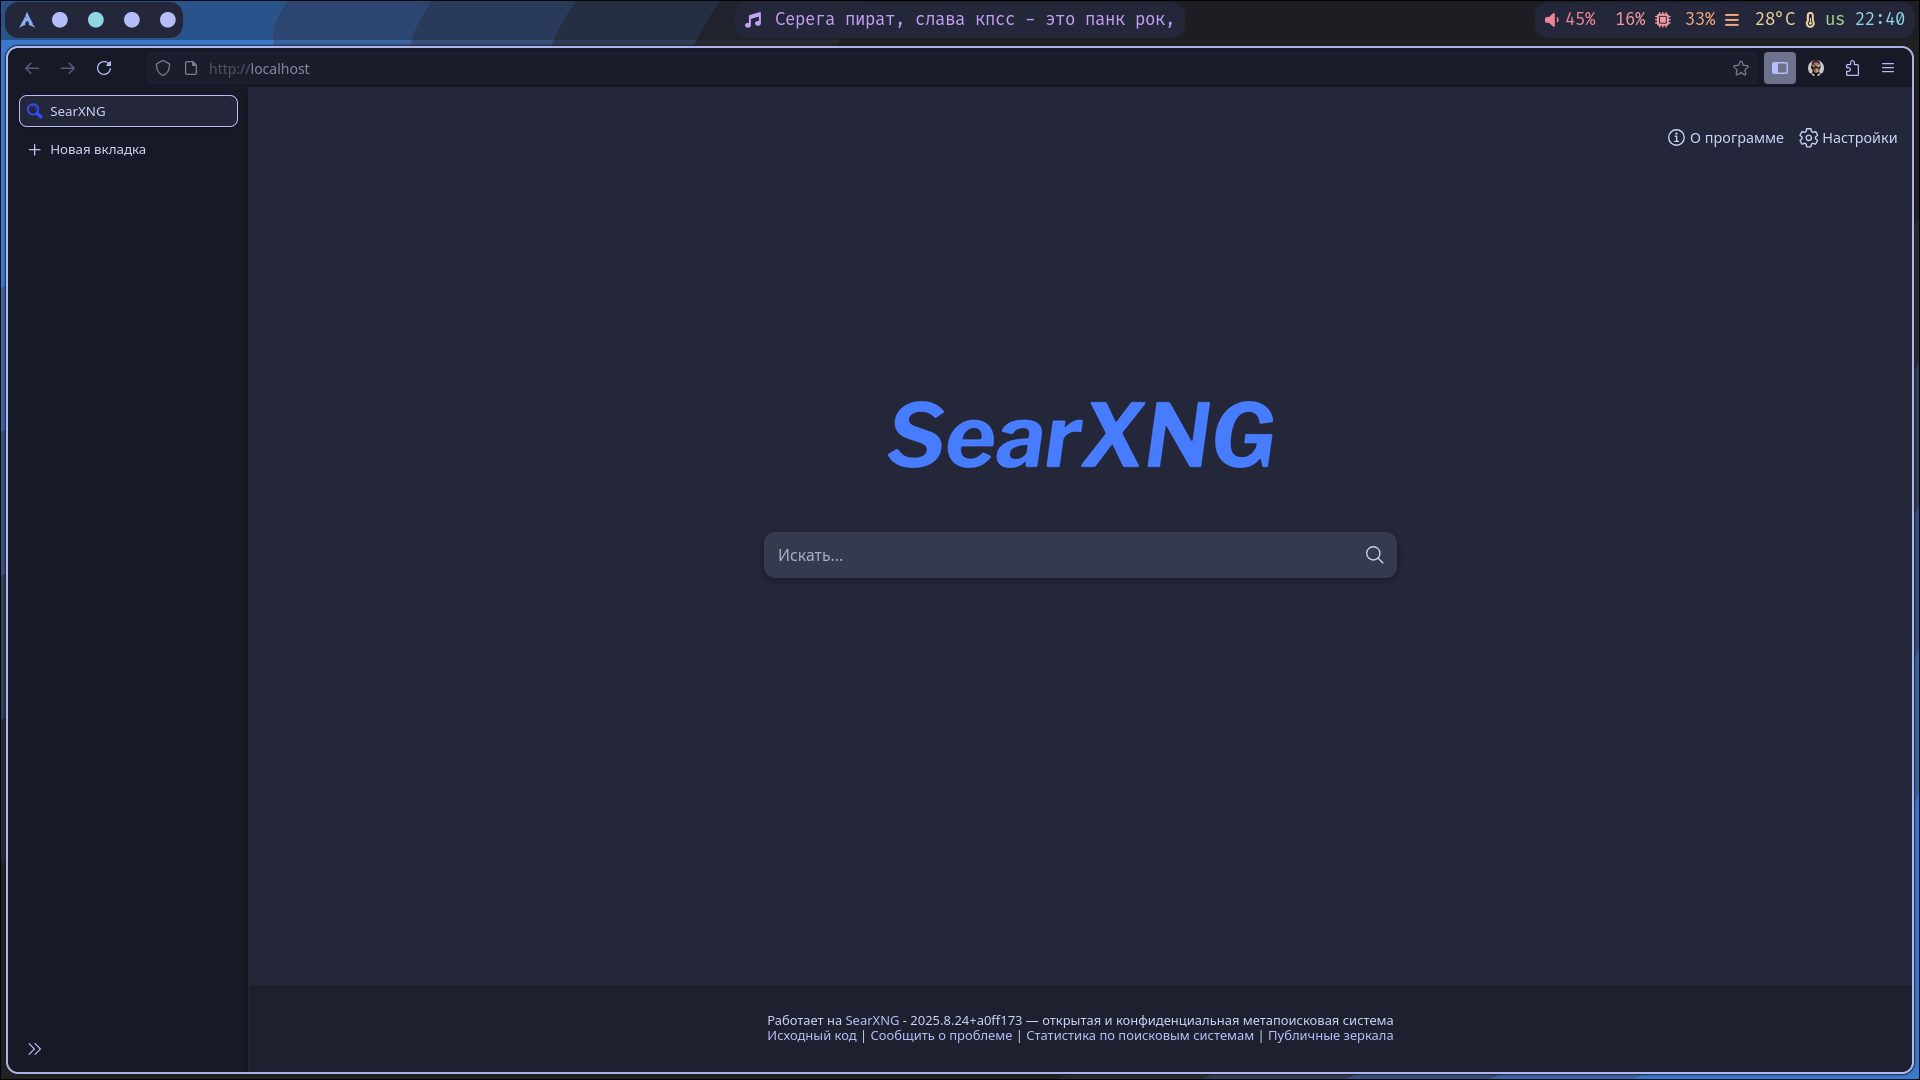 Серега пират, слава кпсс – это панк рок,
45% 16% 33% 28°C us 22:40
http://localhost
SearXNG
Новая вкладка
О программе Настройки
SearXNG
Искать...
Работает на SearXNG - 2025.8.24+a0ff173 — открытая и конфиденциальная метапоисковая система
Исходный код | Сообщить о проблеме | Статистика по поисковым системам | Публичные зеркала